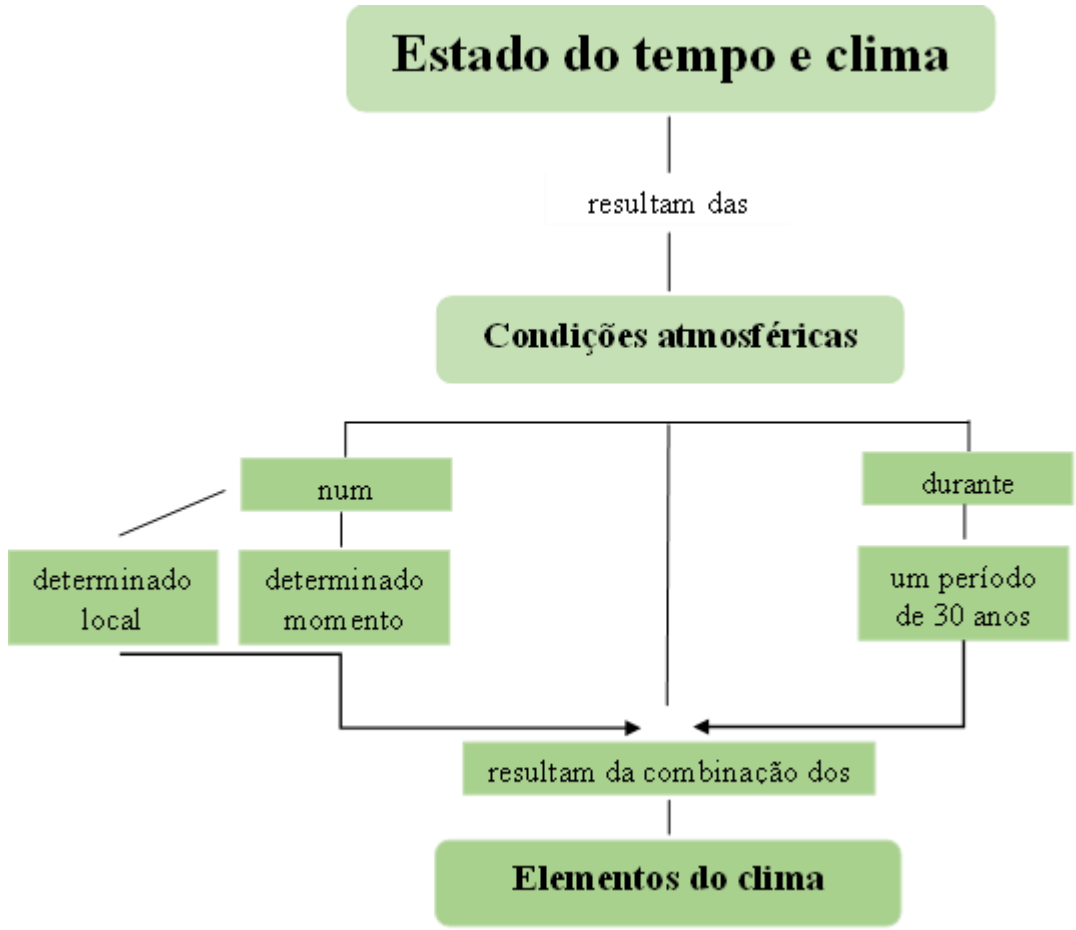 Estado do tempo e clima
resultam das
Condições atmosféricas
num
durante
determinado
local
determinado
momento
um período
de 30 anos
resultam da combinação dos
Elementos do clima